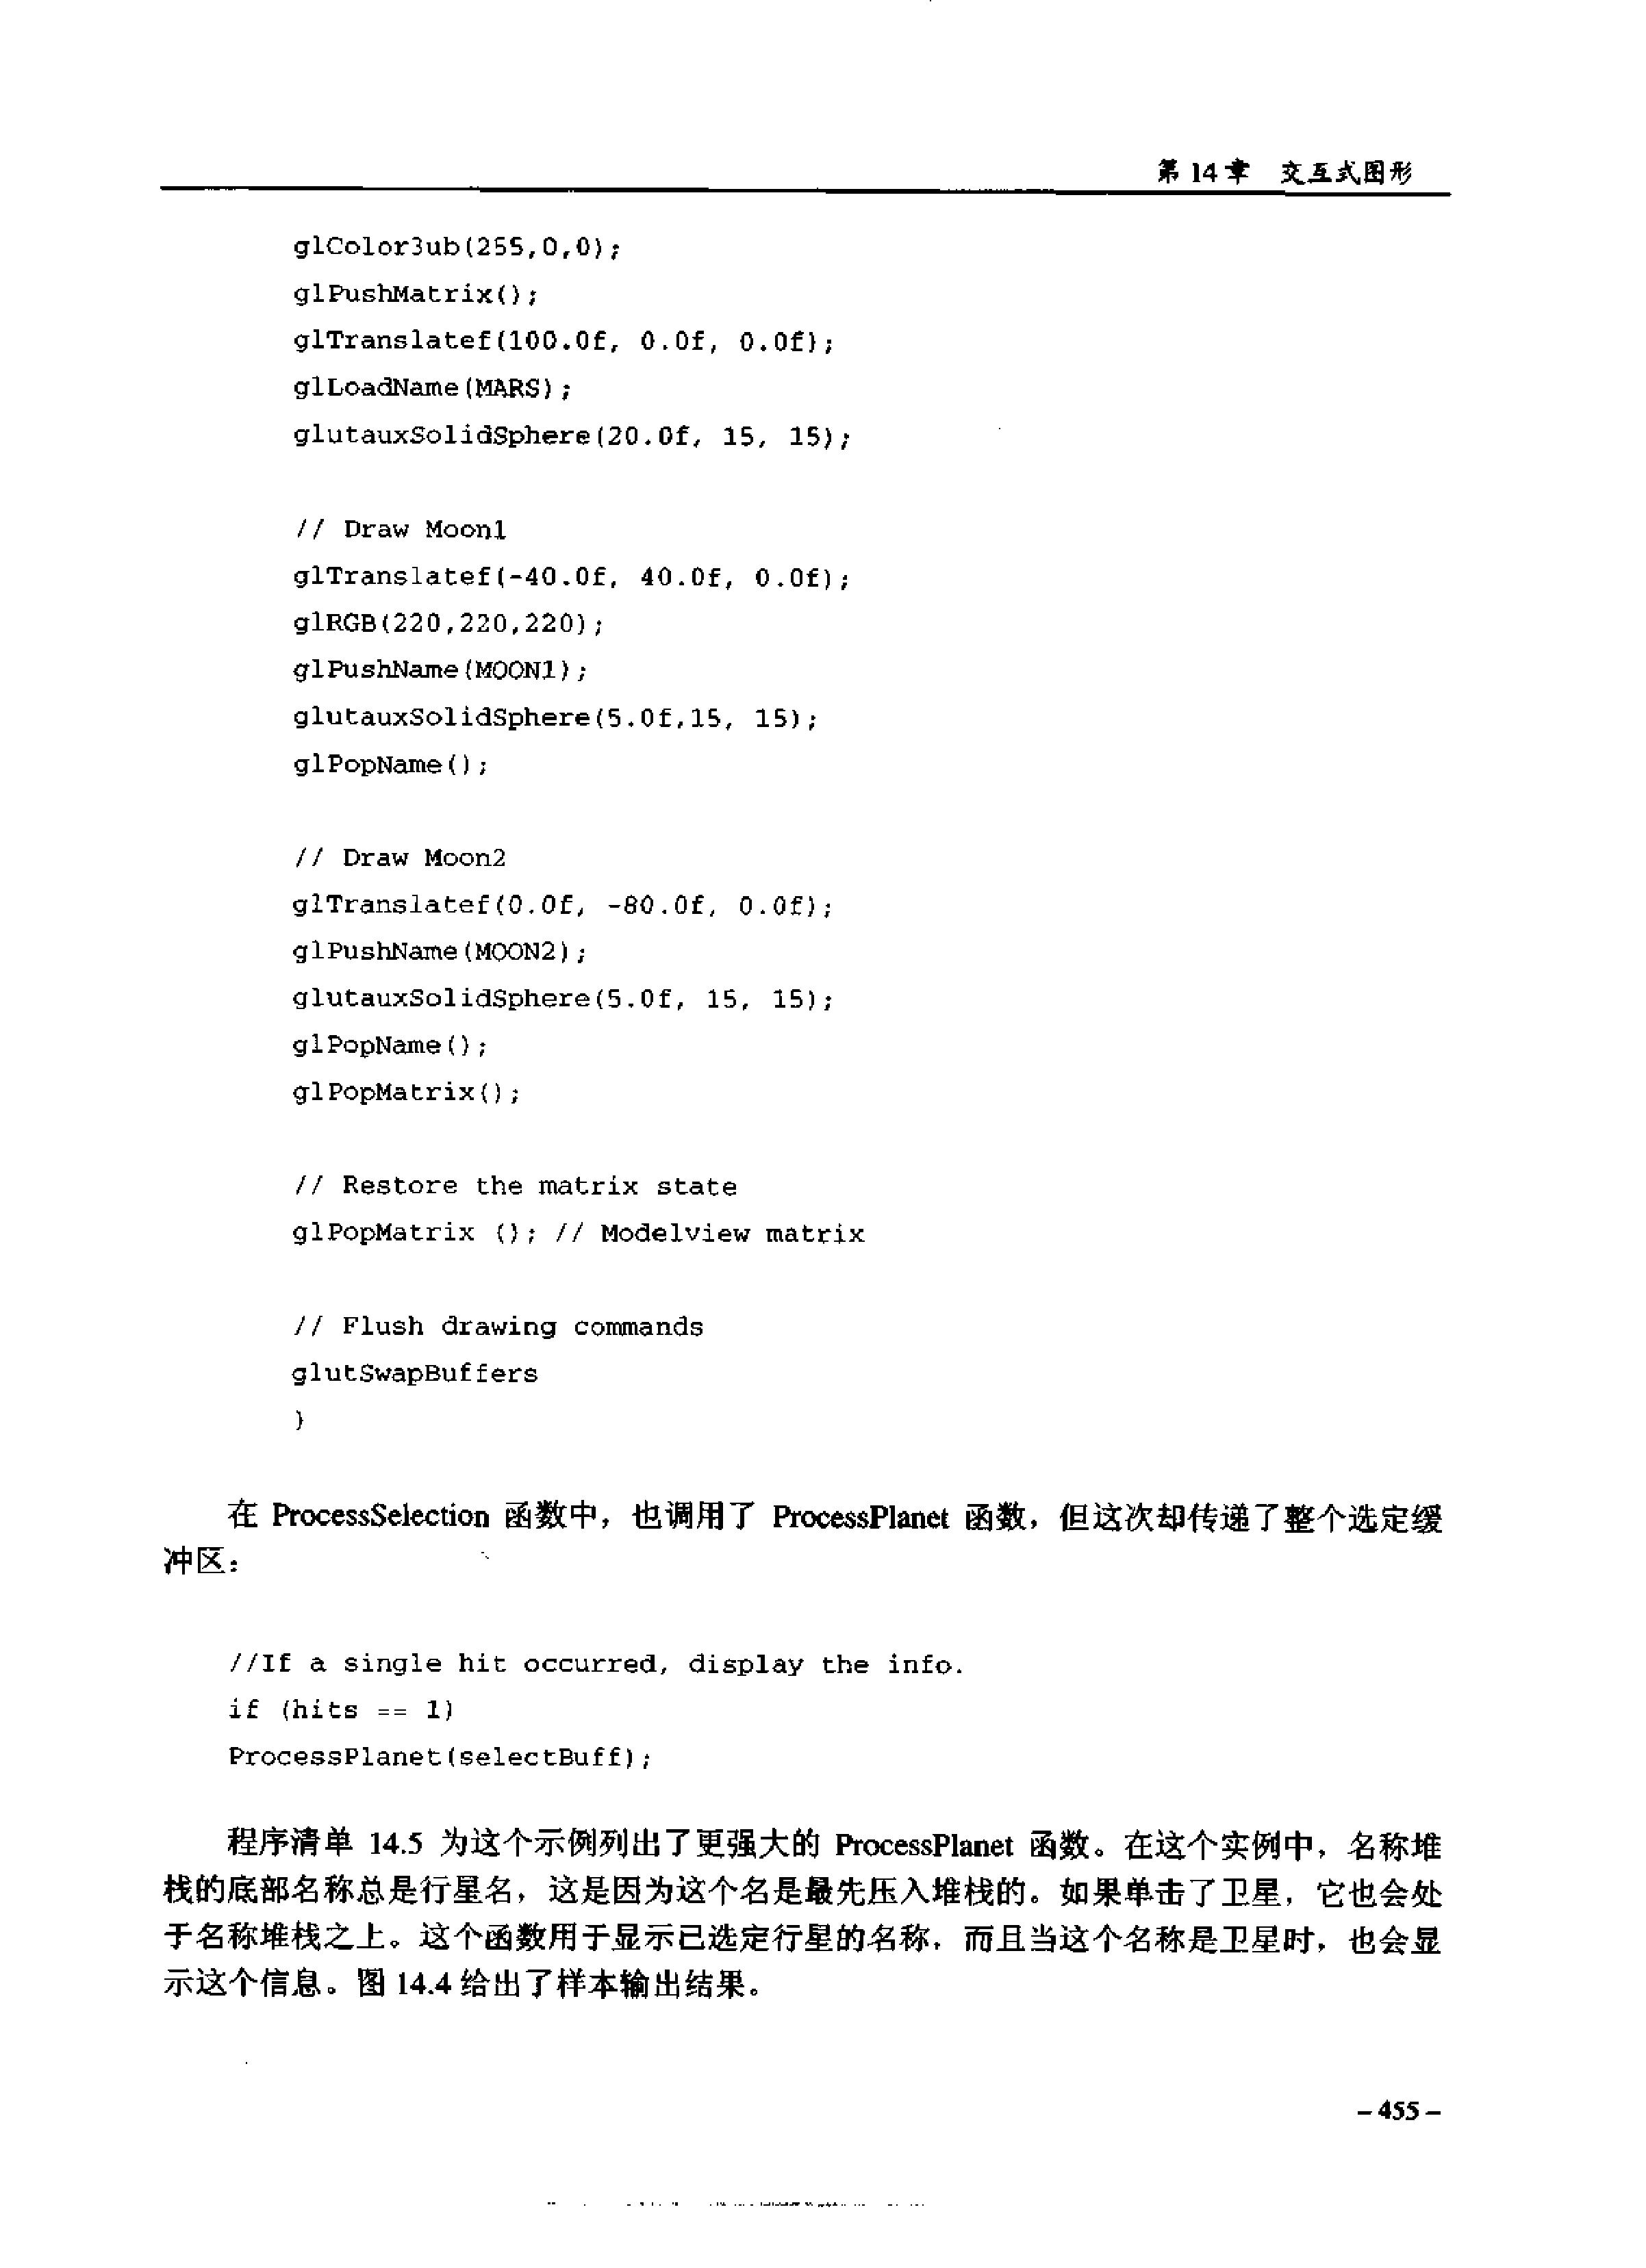 第 14 章 交互式图形
glColor3ub(255,0,0);
glPushMatrix();
glTranslatef(100.0f, 0.0f, 0.0f);
glLoadName(MARS);
glutauxSolidSphere(20.0f, 15, 15);
// Draw Moon1
glTranslatef(-40.0f, 40.0f, 0.0f);
glRGB(220,220,220);
glPushName(MOON1);
glutauxSolidSphere(5.0f,15, 15);
glPopName();
// Draw Moon2
glTranslatef(0.0f, -80.0f, 0.0f);
glPushName(MOON2);
glutauxSolidSphere(5.0f, 15, 15);
glPopName();
glPopMatrix();
// Restore the matrix state
glPopMatrix (); // Modelview matrix
// Flush drawing commands
glutSwapBuffers
}
在 ProcessSelection 函数中，也调用了 ProcessPlanet 函数，但这次却传递了整个选定缓
冲区：
//If a single hit occurred, display the info.
if (hits == 1)
ProcessPlanet(selectBuff);
程序清单 14.5 为这个示例列出了更强大的 ProcessPlanet 函数。在这个实例中，名称堆
栈的底部名称总是行星名，这是因为这个名是最先压入堆栈的。如果单击了卫星，它也会处
于名称堆栈之上。这个函数用于显示已选定行星的名称，而且当这个名称是卫星时，也会显
示这个信息。图 14.4 给出了样本输出结果。
– 455 –